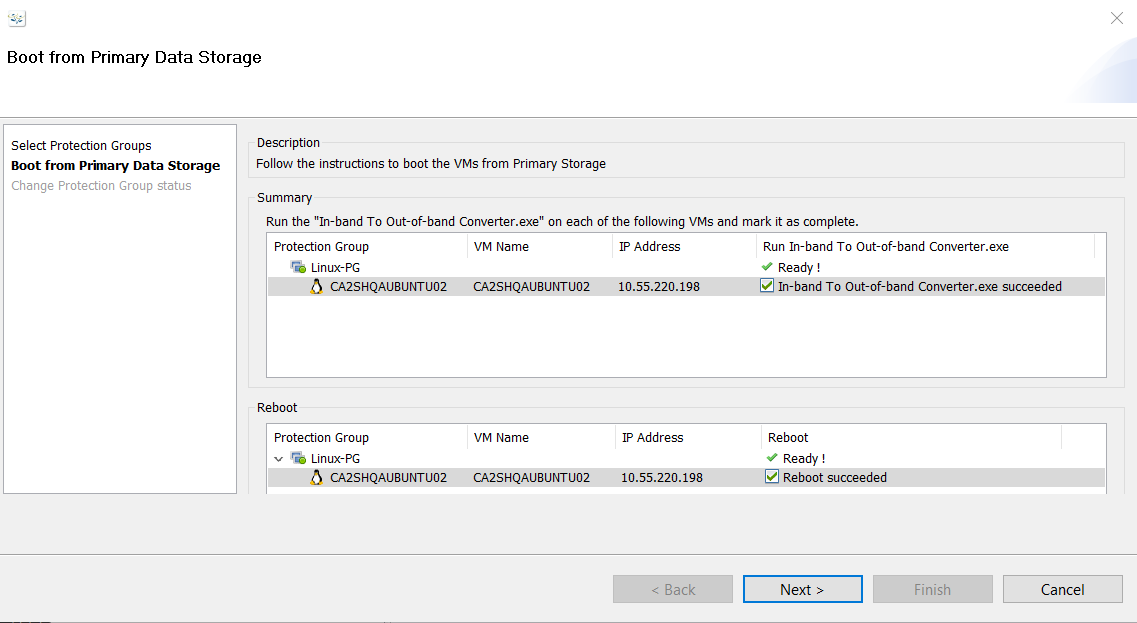 Boot from Primary Data Storage
Select Protection Groups
Boot from Primary Data Storage
Change Protection Group status
Description
Follow the instructions to boot the VMs from Primary Storage
Summary
Run the "In-band To Out-of-band Converter.exe" on each of the following VMs and mark it as complete.
Protection Group VM Name IP Address Run In-band To Out-of-band Converter.exe
Linux-PG Ready !
CA2SHQAUBUNTU02 CA2SHQAUBUNTU02 10.55.220.198 In-band To Out-of-band Converter.exe succeeded
Reboot
Protection Group VM Name IP Address Reboot
Linux-PG Ready !
CA2SHQAUBUNTU02 CA2SHQAUBUNTU02 10.55.220.198 Reboot succeeded
< Back Next > Finish Cancel